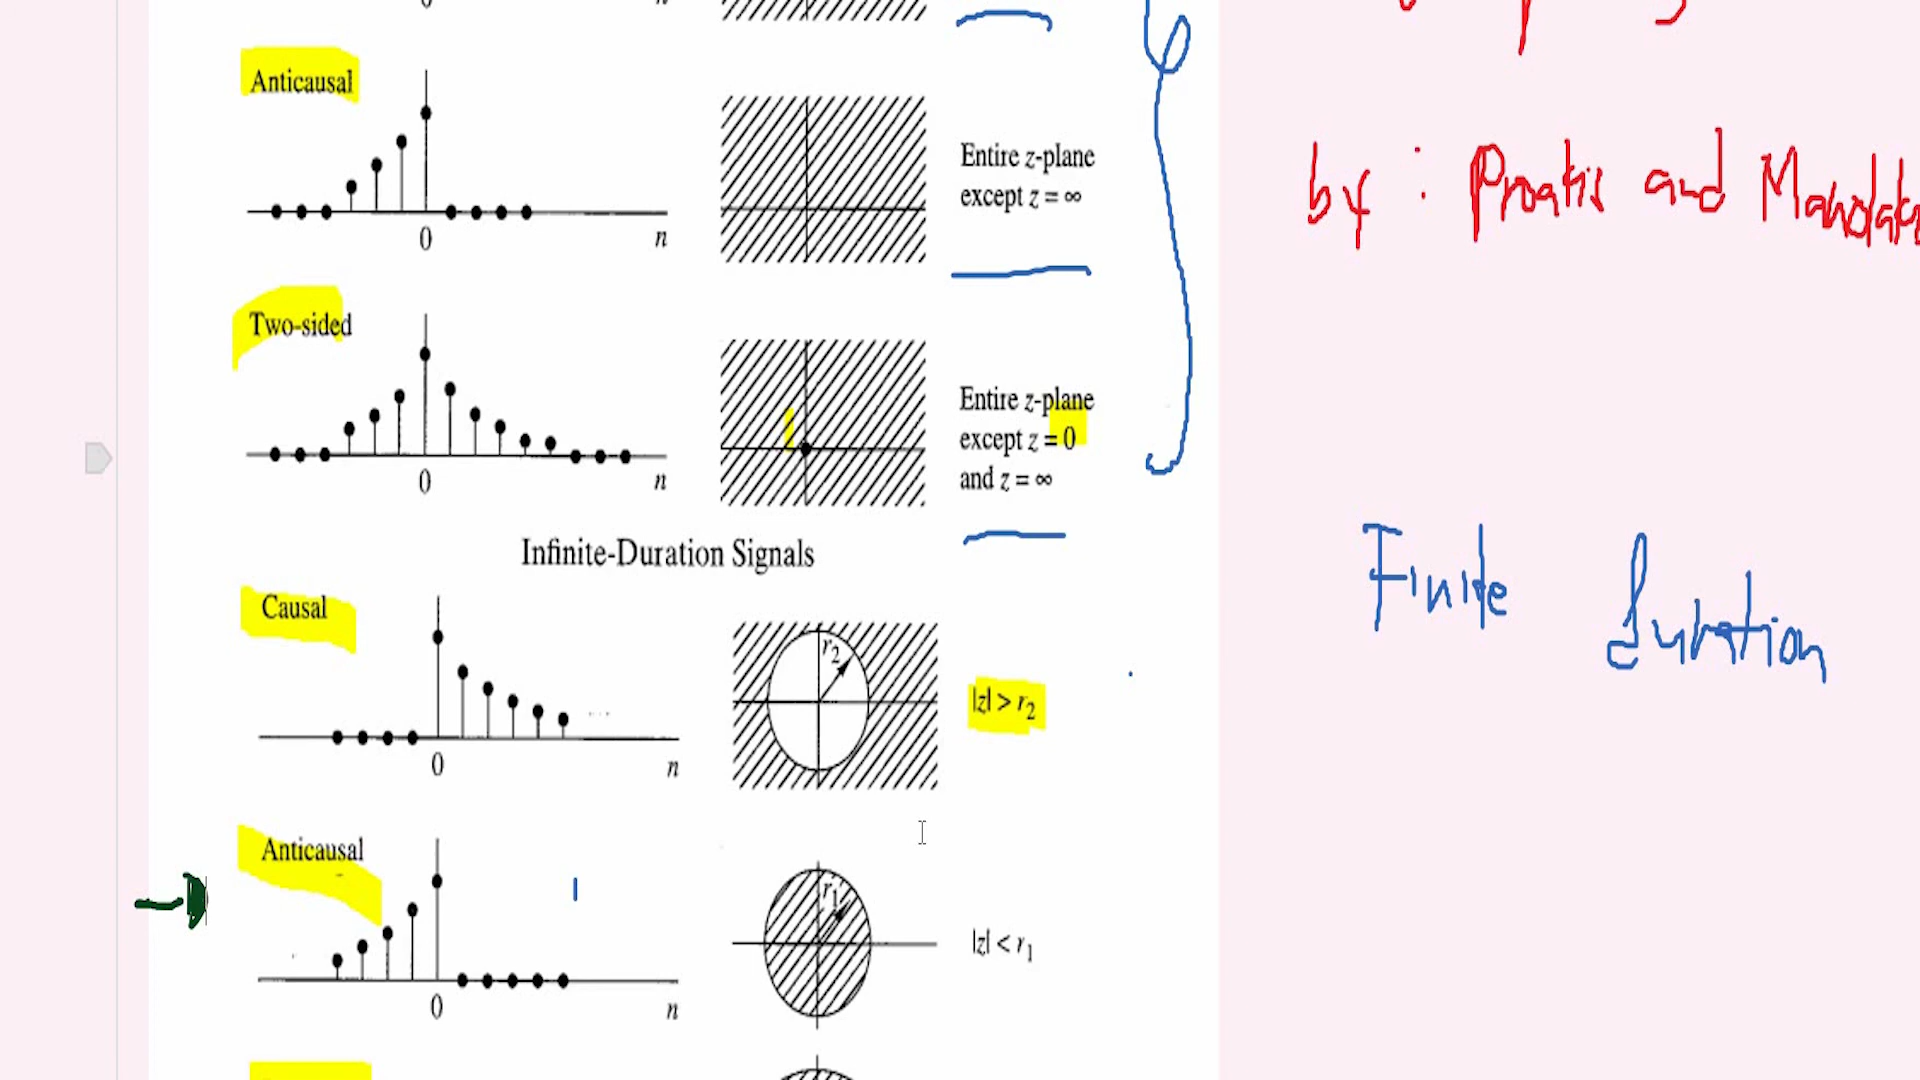 Anticausal
0
n
Entire z-plane
except z = ∞
by : Proakis and
Two-sided
0
n
Entire z-plane
except z = 0
and z = ∞
Infinite-Duration Signals
Finite duration
Causal
0
n
r2
|z| > r2
Anticausal
0
n
r1
|z| < r1